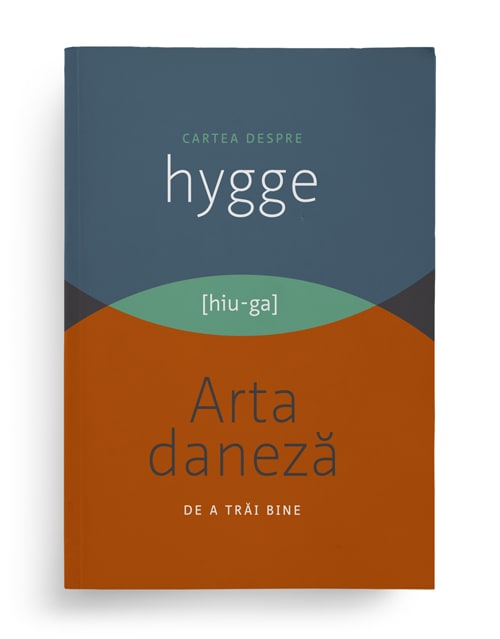 CARTEA DESPRE
hygge
[hiu-ga]
Arta
daneză
DE A TRĂI BINE